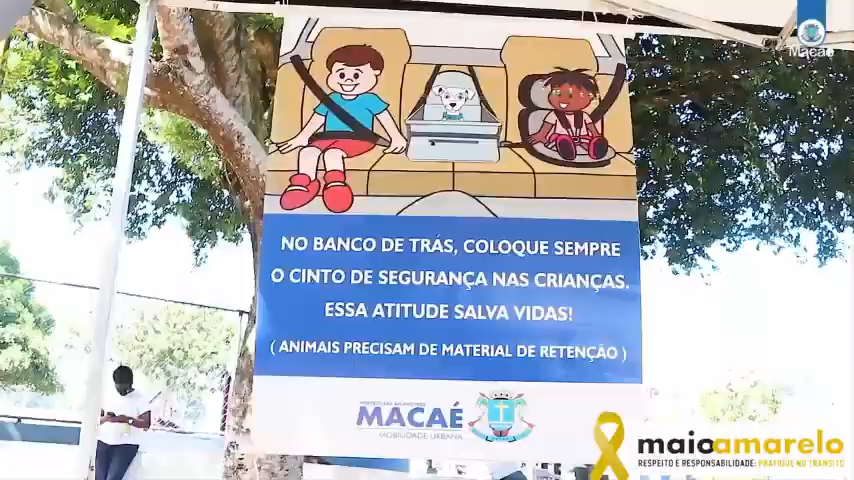 Macaé
NO BANCO DE TRÁS, COLOQUE SEMPRE
O CINTO DE SEGURANÇA NAS CRIANÇAS.
ESSA ATITUDE SALVA VIDAS!
( ANIMAIS PRECISAM DE MATERIAL DE RETENÇÃO )
MACAÉ
MOBILIDADE URBANA
maioamarelo
RESPEITO E RESPONSABILIDADE: PRATIQUE NO TRÂNSITO